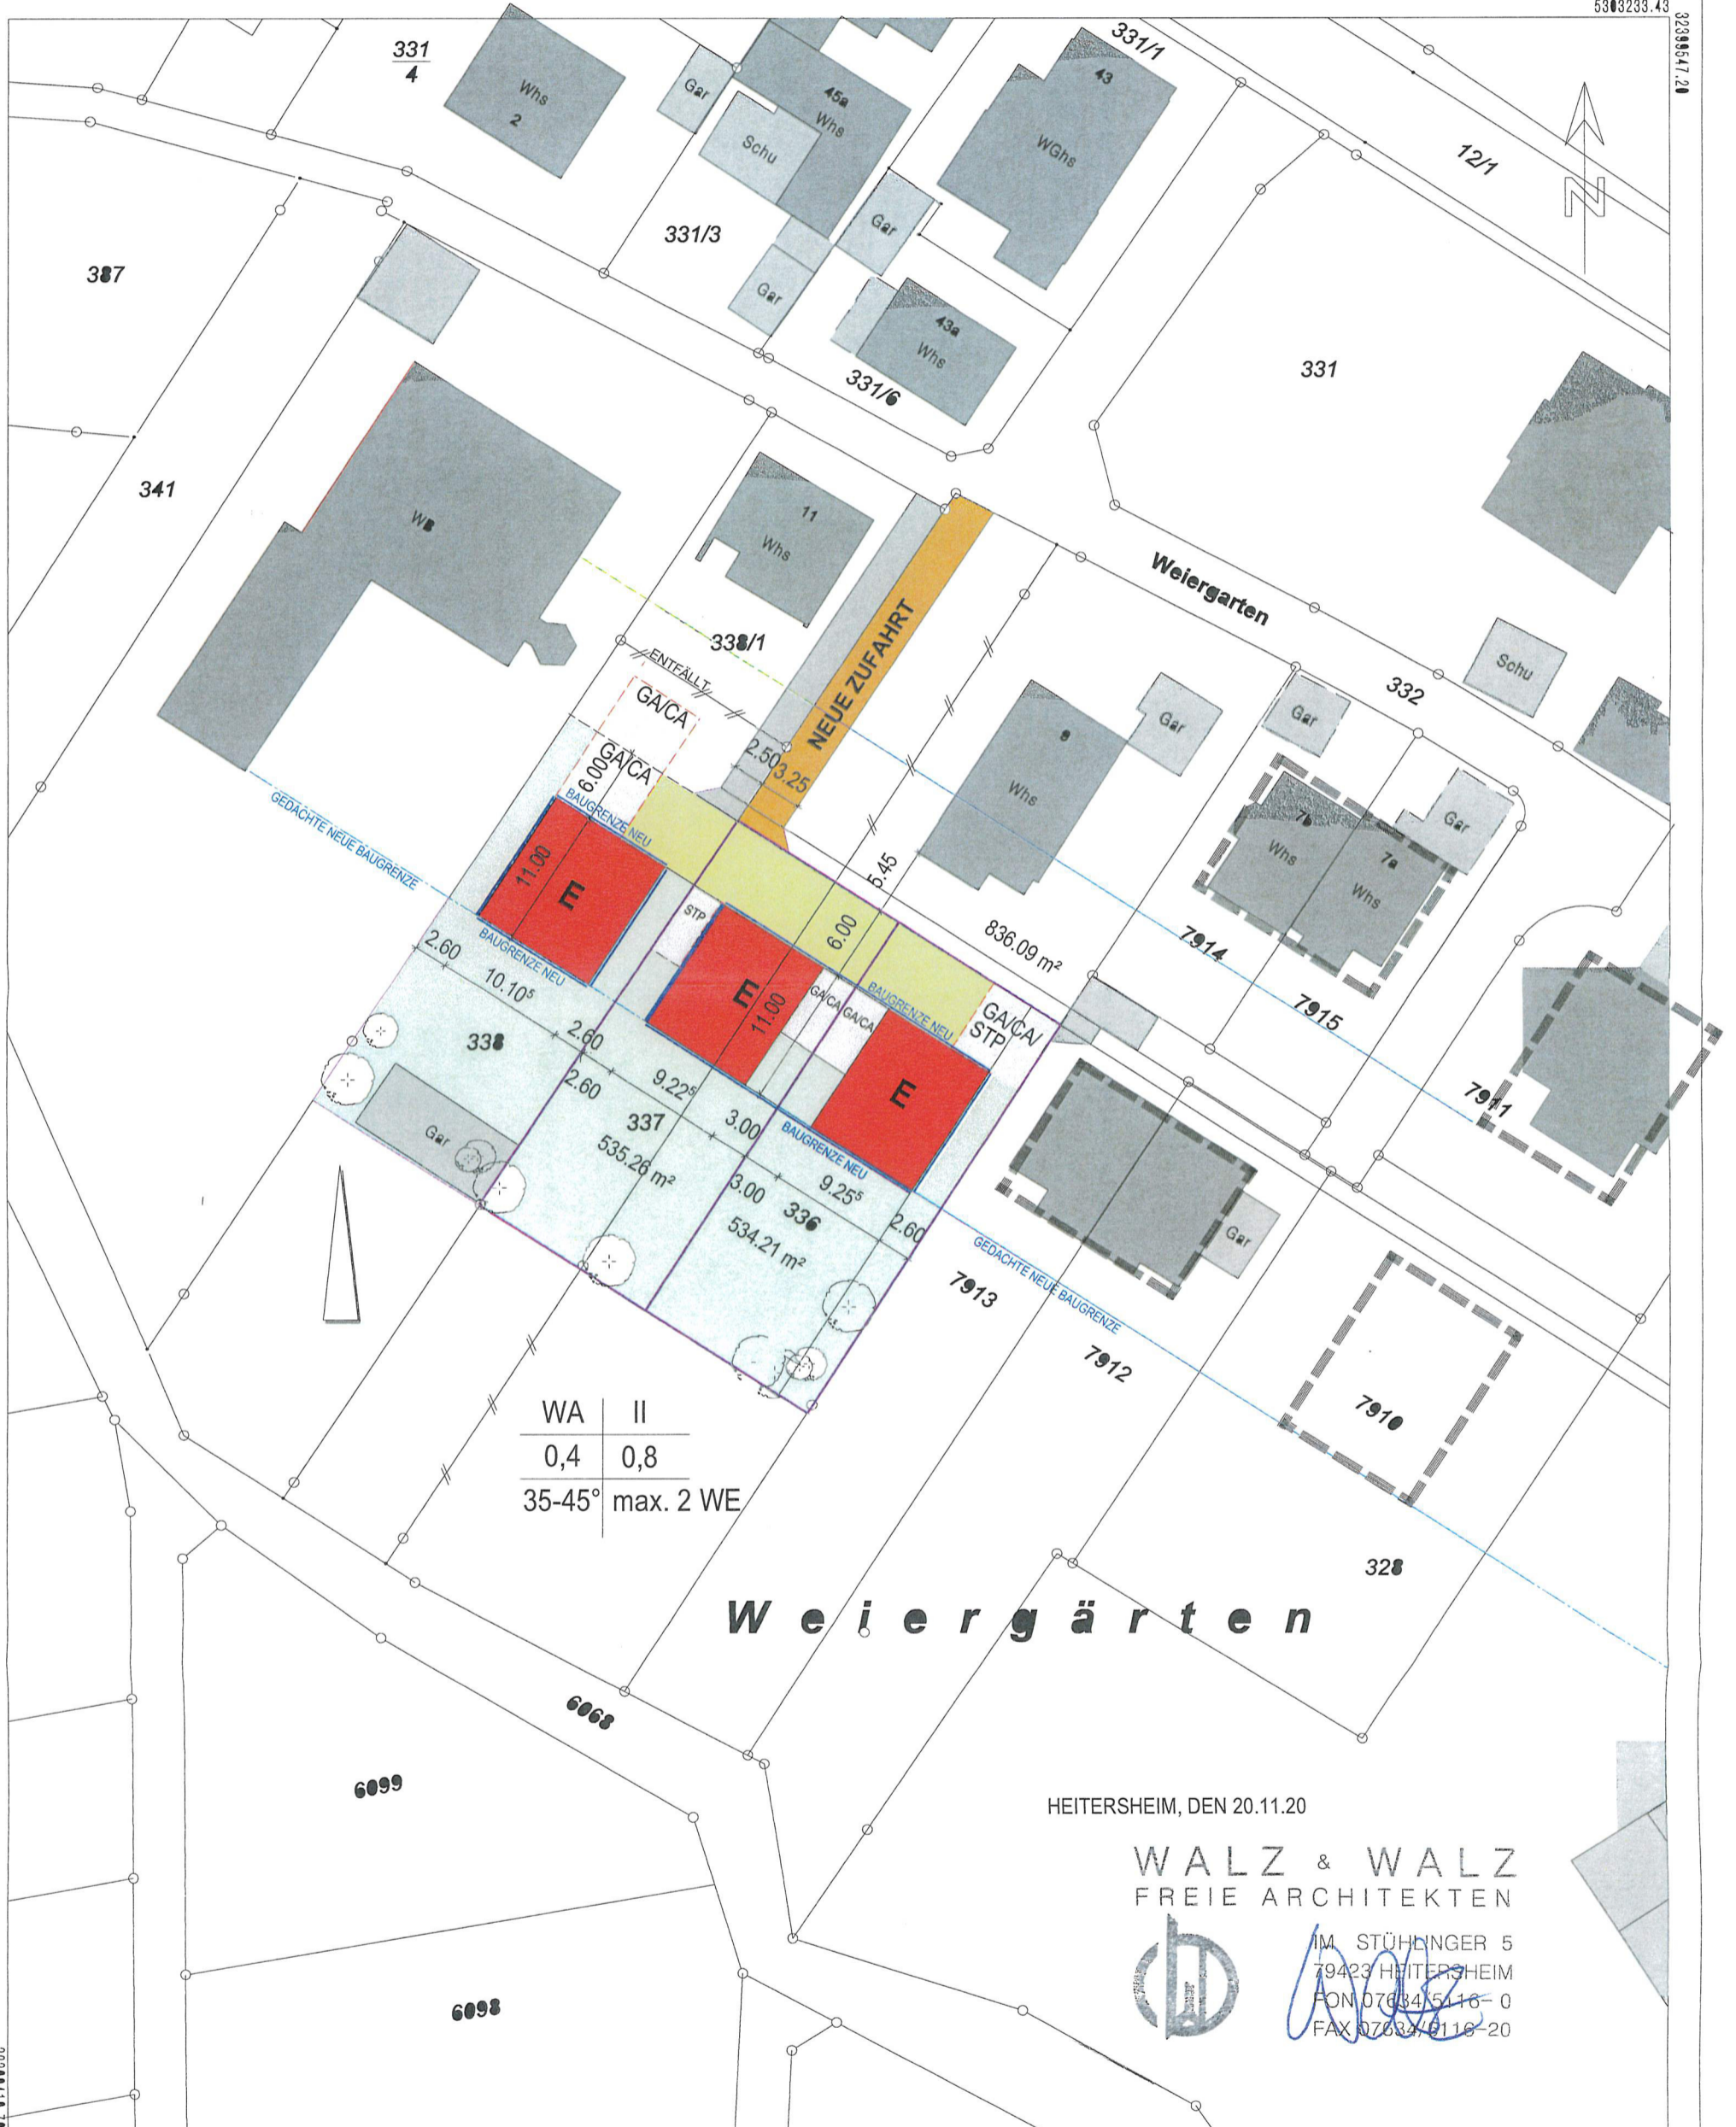 5303233.43
32399547.20
331
4
Whs
2
Gar
45a
Whs
Schu
331/1
43
WGhs
12/1
N
331/3
Gar
Gar
387
43a
Whs
331/6
331
341
WB
11
Whs
Weiergarten
NEUE ZUFAHRT
338/1
ENTFÄLLT
GA/CA
GA/CA
6.00
2.50
3.25
Schu
332
Gar
Gar
9
Whs
7b
Whs
7a
Whs
Gar
BAUGRENZE NEU
GEDACHTE NEUE BAUGRENZE
11.00
E
5.45
STP
6.00
836.09 m²
7914
BAUGRENZE NEU
2.60
10.10⁵
E
11.00
GA/CA
GA/CA
BAUGRENZE NEU
GA/CA/
STP
7915
338
2.60
2.60
9.22⁵
E
7911
337
535.26 m²
3.00
BAUGRENZE NEU
Gar
3.00
9.25⁵
336
534.21 m²
2.60
Gar
GEDACHTE NEUE BAUGRENZE
7913
7912
7910
WA II
0,4 0,8
35-45° max. 2 WE
328
Weiergärten
6068
6099
HEITERSHEIM, DEN 20.11.20
WALZ & WALZ
FREIE ARCHITEKTEN
IM STÜHLINGER 5
79423 HEITERSHEIM
FON 07634/5116-0
FAX 07634/5116-20
6098